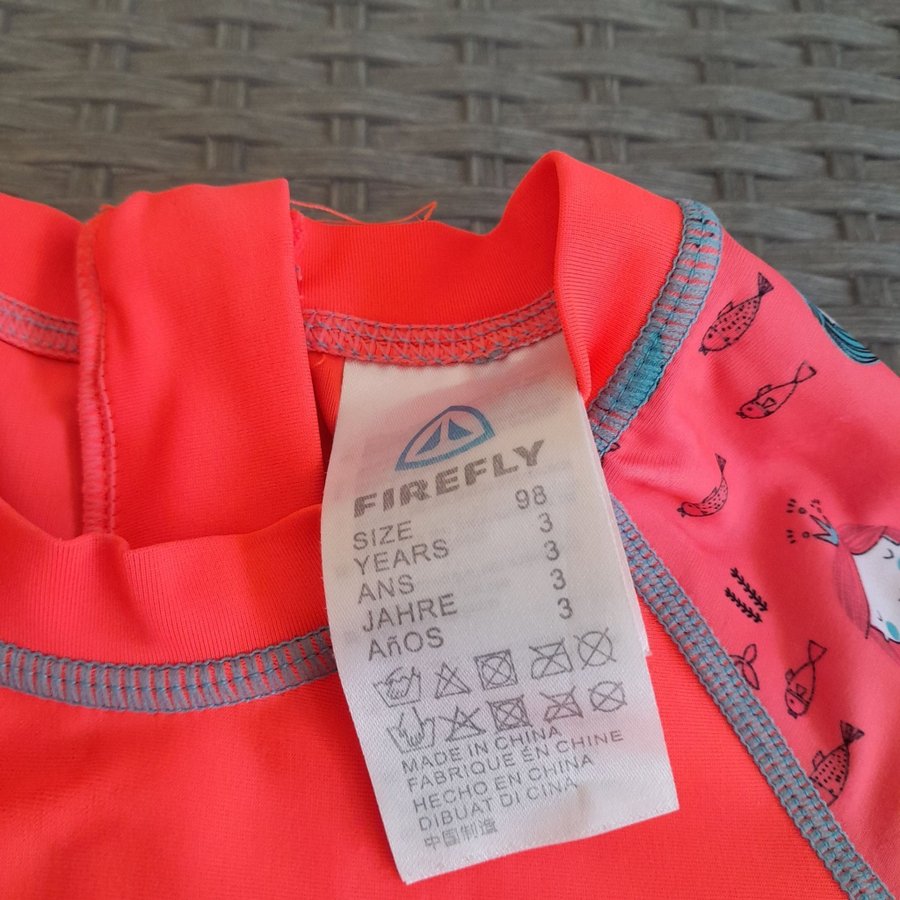 FIREFLY
SIZE 98
YEARS 3
ANS 3
JAHRE 3
AñOS 3
MADE IN CHINA
FABRIQUE EN CHINE
HECHO EN CHINA
DIBUAT DI CINA
中国制造